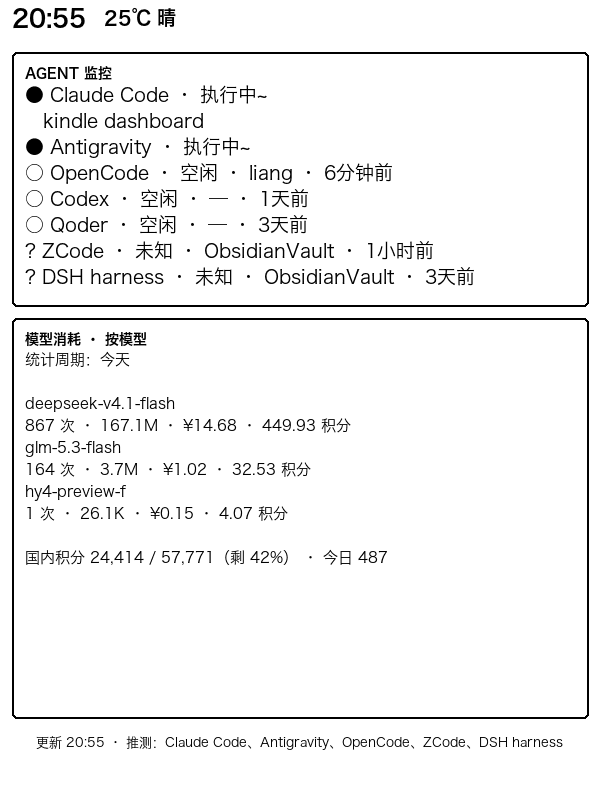 20:55 25℃ 晴
AGENT 监控
● Claude Code · 执行中~
kindle dashboard
● Antigravity · 执行中~
○ OpenCode · 空闲 · liang · 6分钟前
○ Codex · 空闲 · — · 1天前
○ Qoder · 空闲 · — · 3天前
? ZCode · 未知 · ObsidianVault · 1小时前
? DSH harness · 未知 · ObsidianVault · 3天前
模型消耗 · 按模型
统计周期：今天
deepseek-v4.1-flash
867 次 · 167.1M · ¥14.68 · 449.93 积分
glm-5.3-flash
164 次 · 3.7M · ¥1.02 · 32.53 积分
hy4-preview-f
1 次 · 26.1K · ¥0.15 · 4.07 积分
国内积分 24,414 / 57,771（剩 42%） · 今日 487
更新 20:55 · 推测：Claude Code、Antigravity、OpenCode、ZCode、DSH harness